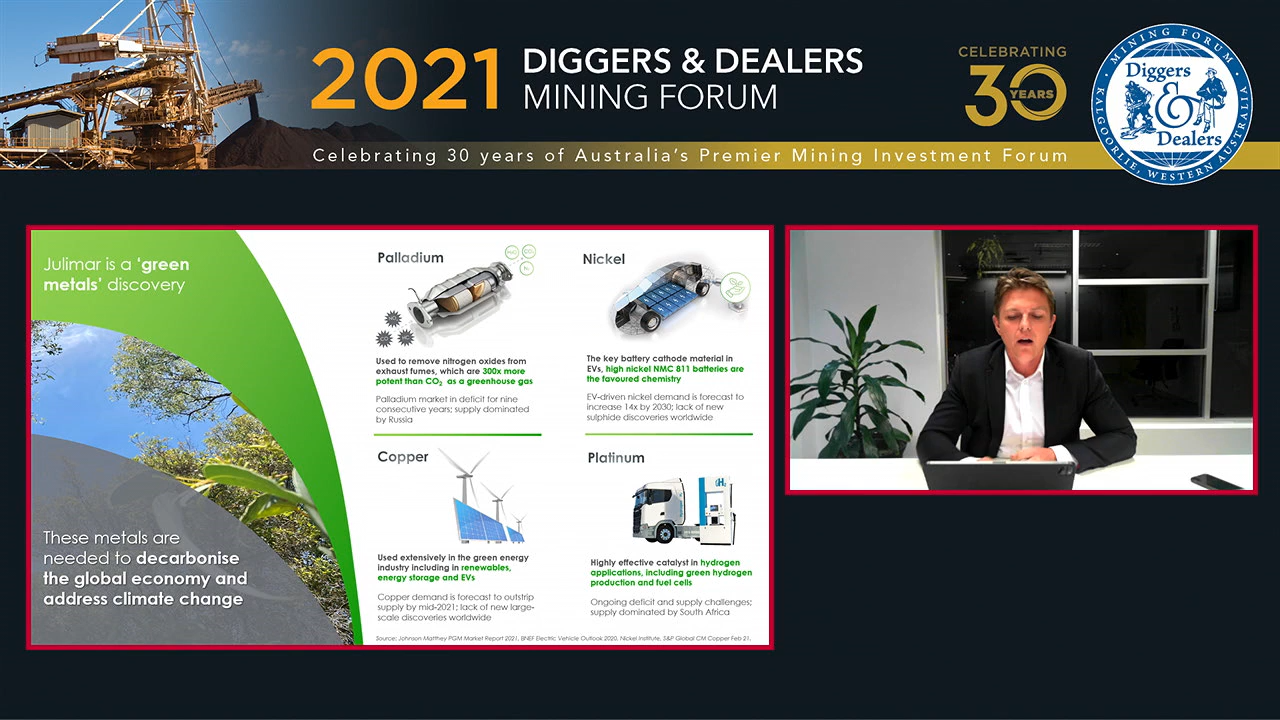 2021 DIGGERS & DEALERS
MINING FORUM
CELEBRATING
30 YEARS
MINING FORUM
Diggers
&
Dealers
KALGOORLIE, WESTERN AUSTRALIA
Celebrating 30 years of Australia's Premier Mining Investment Forum
Julimar is a 'green
metals' discovery
These metals are
needed to decarbonise
the global economy and
address climate change
Palladium
Used to remove nitrogen oxides from
exhaust fumes, which are 300x more
potent than CO₂ as a greenhouse gas
Palladium market in deficit for nine
consecutive years; supply dominated
by Russia
Nickel
The key battery cathode material in
EVs, high nickel NMC 811 batteries are
the favoured chemistry
EV-driven nickel demand is forecast to
increase 14x by 2030; lack of new
sulphide discoveries worldwide
Copper
Used extensively in the green energy
industry including in renewables,
energy storage and EVs
Copper demand is forecast to outstrip
supply by mid-2021; lack of new large-
scale discoveries worldwide
Platinum
H₂
Highly effective catalyst in hydrogen
applications, including green hydrogen
production and fuel cells
Ongoing deficit and supply challenges;
supply dominated by South Africa
Source: Johnson Matthey PGM Market Report 2021, BNEF Electric Vehicle Outlook 2020, Nickel Institute, S&P Global CM Copper Feb 21.